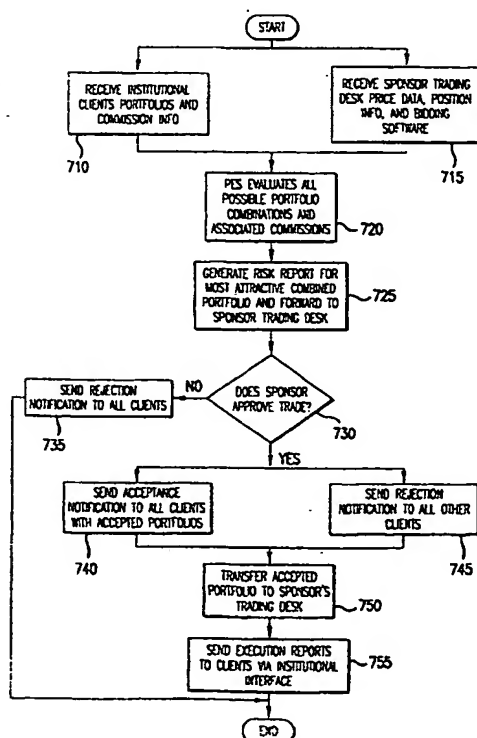 START
RECEIVE INSTITUTIONAL
CLIENTS PORTFOLIOS AND
COMMISSION INFO
710
RECEIVE SPONSOR TRADING
DESK PRICE DATA, POSITION
INFO, AND BIDDING
SOFTWARE
715
PES EVALUATES ALL
POSSIBLE PORTFOLIO
COMBINATIONS AND
ASSOCIATED COMMISSIONS
720
GENERATE RISK REPORT FOR
MOST ATTRACTIVE COMBINED
PORTFOLIO AND FORWARD TO
SPONSOR TRADING DESK
725
DOES SPONSOR
APPROVE TRADE?
730
NO
SEND REJECTION
NOTIFICATION TO ALL CLIENTS
735
YES
SEND ACCEPTANCE
NOTIFICATION TO ALL CLIENTS
WITH ACCEPTED PORTFOLIOS
740
SEND REJECTION
NOTIFICATION TO ALL OTHER
CLIENTS
745
TRANSFER ACCEPTED
PORTFOLIO TO SPONSOR'S
TRADING DESK
750
SEND EXECUTION REPORTS
TO CLIENTS VIA INSTITUTIONAL
INTERFACE
755
END